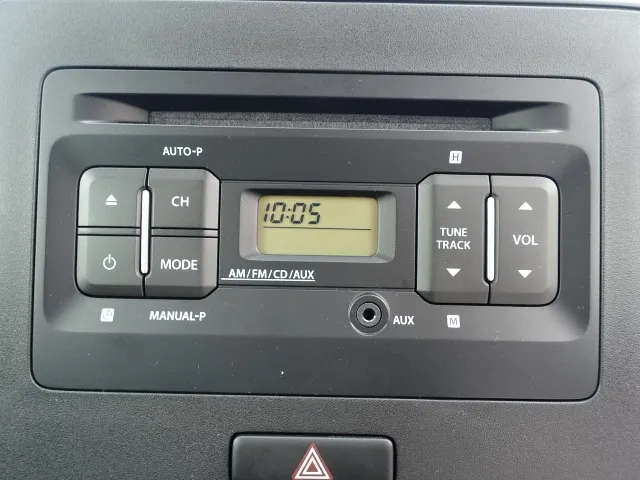 AUTO-P
H
CH
10:05
TUNE
TRACK
VOL
MODE
AM/FM/CD/AUX
MANUAL-P
AUX
M